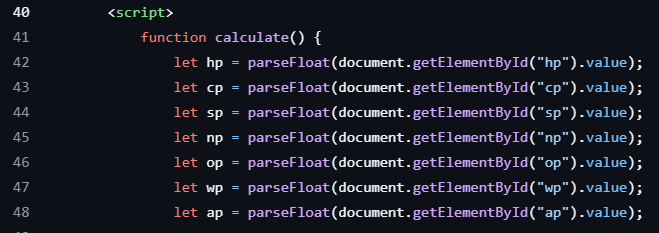 40 <script>
41 function calculate() {
42 let hp = parseFloat(document.getElementById("hp").value);
43 let cp = parseFloat(document.getElementById("cp").value);
44 let sp = parseFloat(document.getElementById("sp").value);
45 let np = parseFloat(document.getElementById("np").value);
46 let op = parseFloat(document.getElementById("op").value);
47 let wp = parseFloat(document.getElementById("wp").value);
48 let ap = parseFloat(document.getElementById("ap").value);